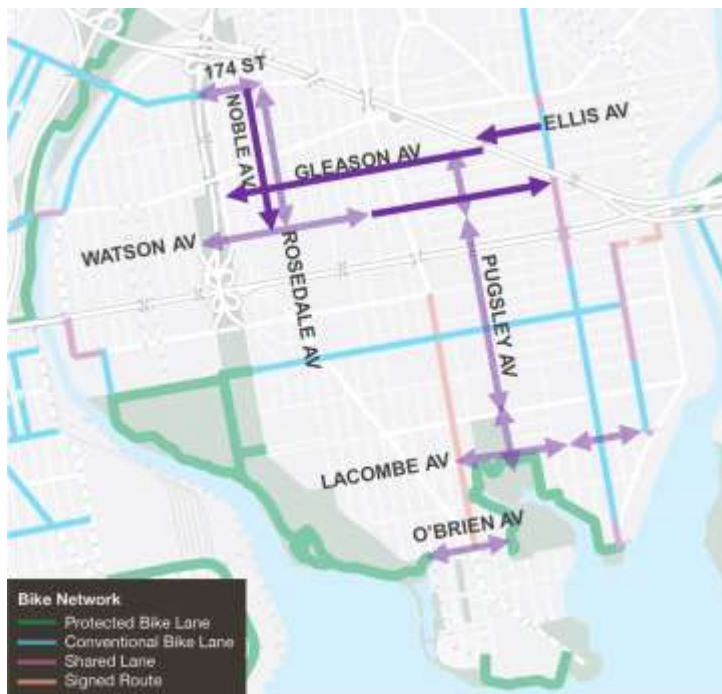 174 ST
NOBLE AV
ELLIS AV
GLEASON AV
WATSON AV
ROSEDALE AV
PUGSLEY AV
LACOMBE AV
O'BRIEN AV
Bike Network
Protected Bike Lane
Conventional Bike Lane
Shared Lane
Signed Route